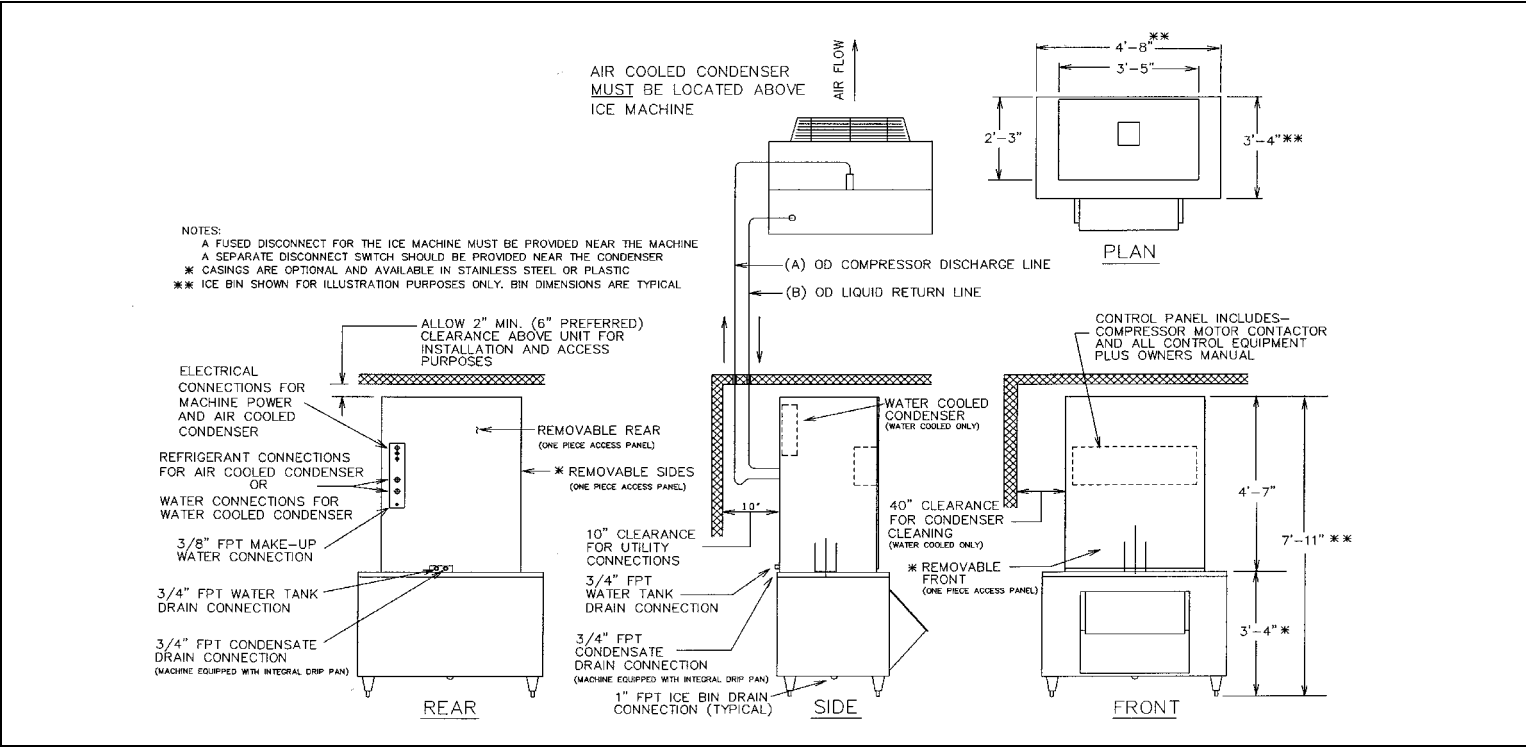 AIR COOLED CONDENSER
MUST BE LOCATED ABOVE
ICE MACHINE
AIR FLOW
4'-8" **
3'-5"
2'-3"
3'-4" **
PLAN
NOTES:
A FUSED DISCONNECT FOR THE ICE MACHINE MUST BE PROVIDED NEAR THE MACHINE
A SEPARATE DISCONNECT SWITCH SHOULD BE PROVIDED NEAR THE CONDENSER
* CASINGS ARE OPTIONAL AND AVAILABLE IN STAINLESS STEEL OR PLASTIC
** ICE BIN SHOWN FOR ILLUSTRATION PURPOSES ONLY. BIN DIMENSIONS ARE TYPICAL
(A) OD COMPRESSOR DISCHARGE LINE
(B) OD LIQUID RETURN LINE
ALLOW 2" MIN. (6" PREFERRED)
CLEARANCE ABOVE UNIT FOR
INSTALLATION AND ACCESS
PURPOSES
ELECTRICAL
CONNECTIONS FOR
MACHINE POWER
AND AIR COOLED
CONDENSER
REFRIGERANT CONNECTIONS
FOR AIR COOLED CONDENSER
OR
WATER CONNECTIONS FOR
WATER COOLED CONDENSER
3/8" FPT MAKE-UP
WATER CONNECTION
3/4" FPT WATER TANK
DRAIN CONNECTION
3/4" FPT CONDENSATE
DRAIN CONNECTION
(MACHINE EQUIPPED WITH INTEGRAL DRIP PAN)
REMOVABLE REAR
(ONE PIECE ACCESS PANEL)
* REMOVABLE SIDES
(ONE PIECE ACCESS PANEL)
REAR
WATER COOLED
CONDENSER
(WATER COOLED ONLY)
10"
10" CLEARANCE
FOR UTILITY
CONNECTIONS
3/4" FPT
WATER TANK
DRAIN CONNECTION
3/4" FPT
CONDENSATE
DRAIN CONNECTION
(MACHINE EQUIPPED WITH INTEGRAL DRIP PAN)
1" FPT ICE BIN DRAIN
CONNECTION (TYPICAL)
SIDE
CONTROL PANEL INCLUDES-
COMPRESSOR MOTOR CONTACTOR
AND ALL CONTROL EQUIPMENT
PLUS OWNERS MANUAL
40" CLEARANCE
FOR CONDENSER
CLEANING
(WATER COOLED ONLY)
* REMOVABLE
FRONT
(ONE PIECE ACCESS PANEL)
4'-7"
7'-11" **
3'-4" *
FRONT